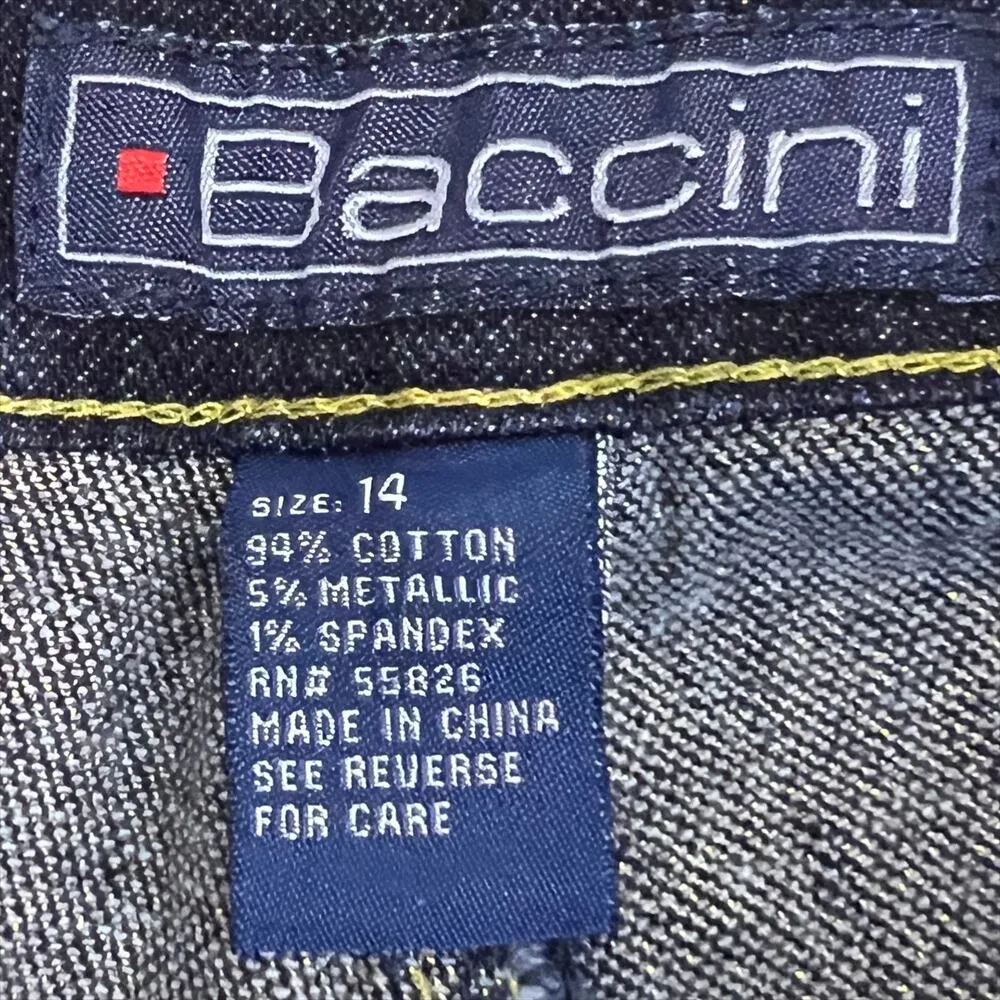 Baccini
SIZE: 14
94% COTTON
5% METALLIC
1% SPANDEX
RN# 55826
MADE IN CHINA
SEE REVERSE
FOR CARE